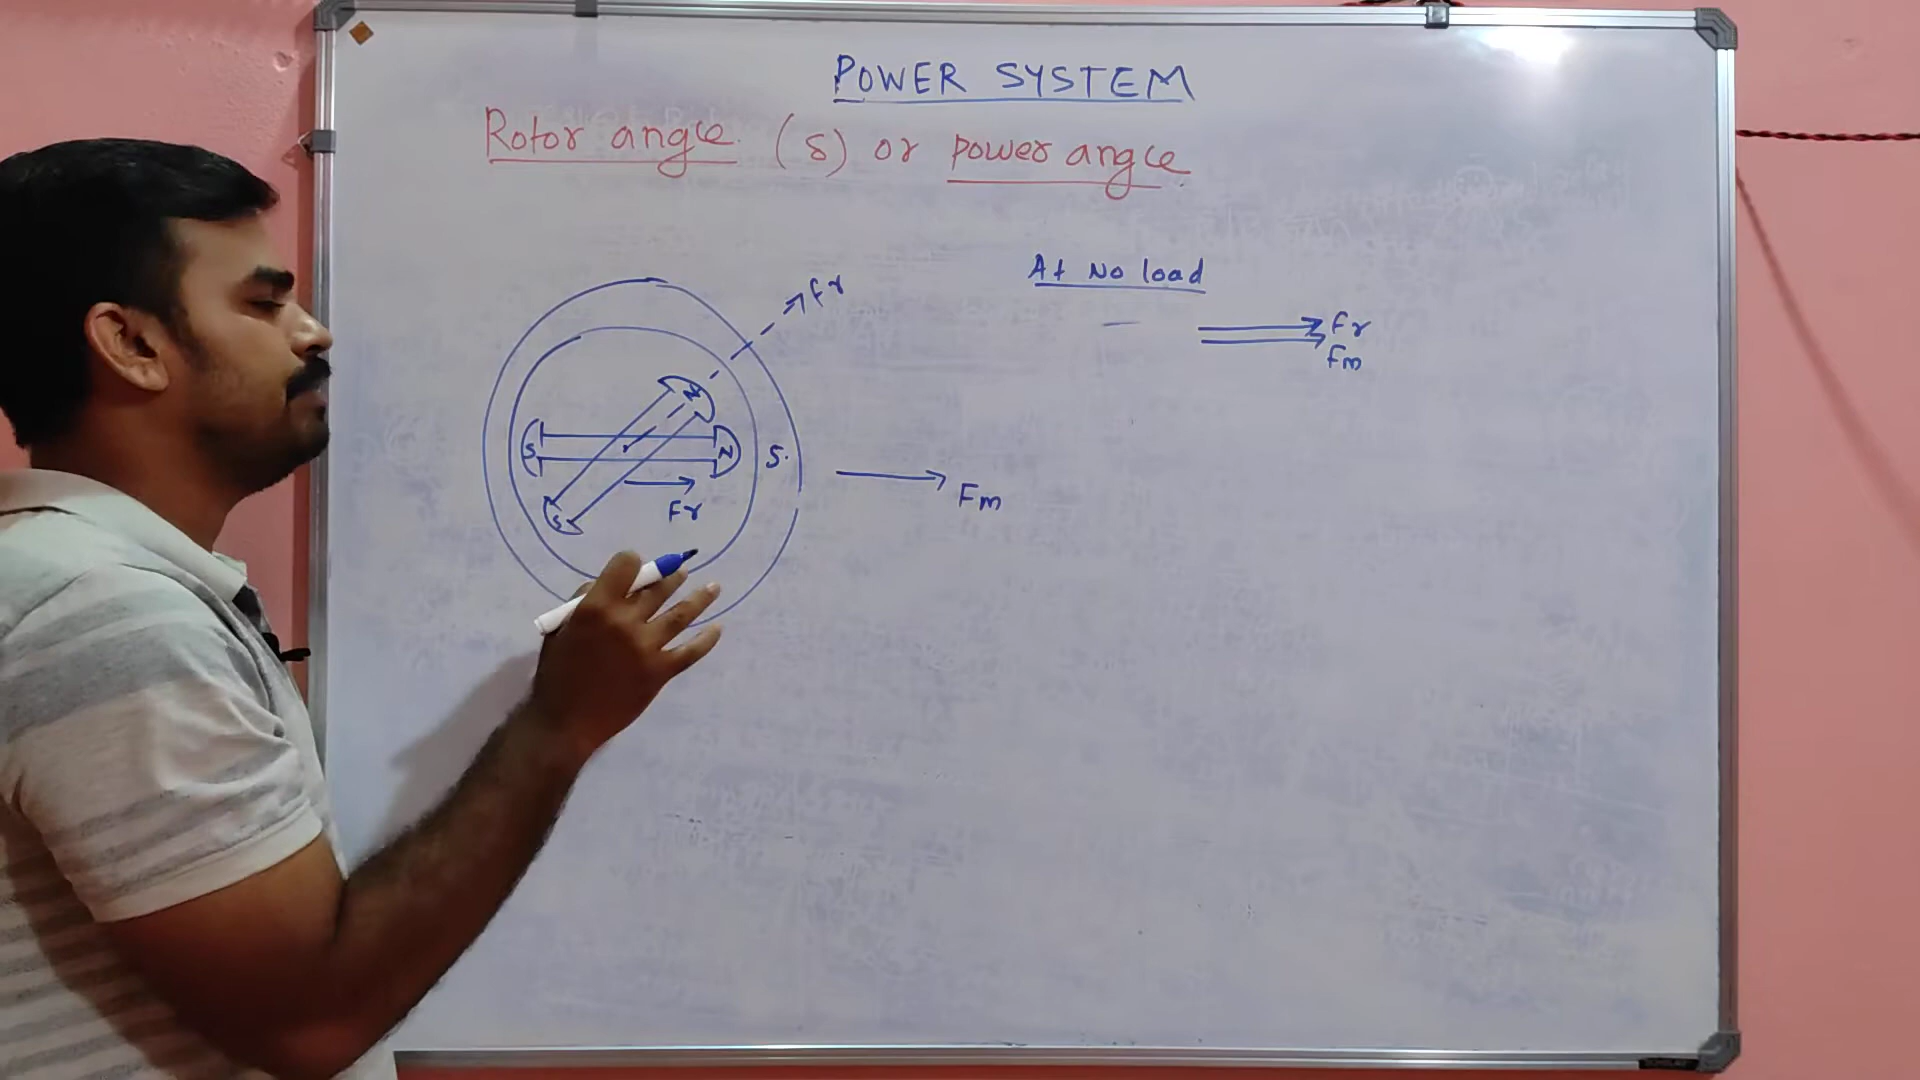 POWER SYSTEM
Rotor angle (δ) or power angle
At No load
Fr
Fr
Fm
N
S
N
S.
S
Fr
Fm